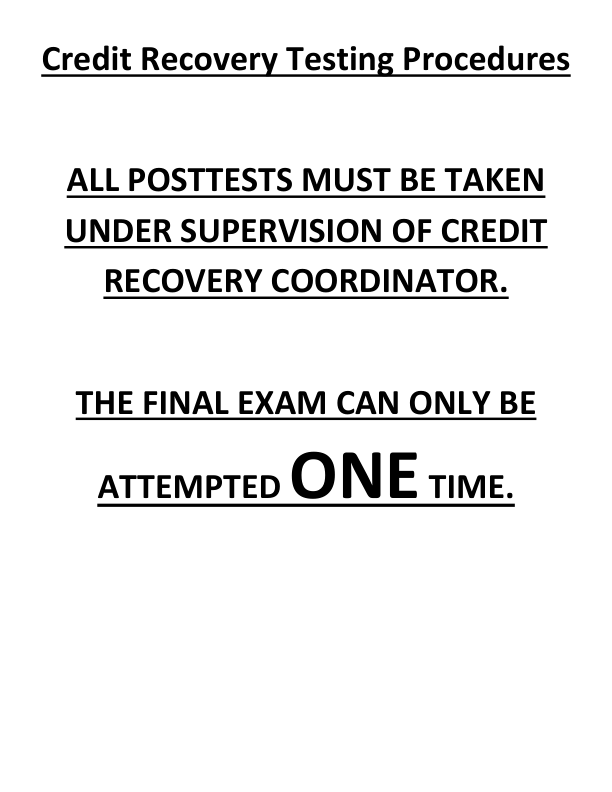 Credit Recovery Testing Procedures
ALL POSTTESTS MUST BE TAKEN
UNDER SUPERVISION OF CREDIT
RECOVERY COORDINATOR.
THE FINAL EXAM CAN ONLY BE
ATTEMPTED ONE TIME.